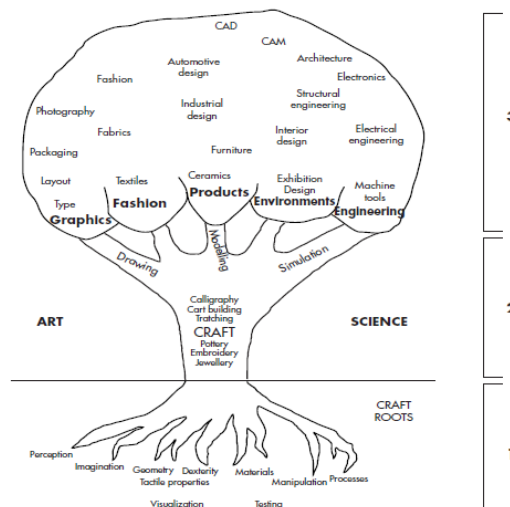 CAD
CAM
Automotive
design
Architecture
Fashion
Electronics
Structural
engineering
Photography
Industrial
design
Fabrics
Interior
design
Electrical
engineering
Packaging
Furniture
Layout
Textiles
Ceramics
Exhibition
Design
Machine
tools
Type
Graphics
Fashion
Products
Environments
Engineering
Drawing
Modelling
Simulation
Calligraphy
Cart building
Tratching
CRAFT
Pottery
Embroidery
Jewellery
ART
SCIENCE
CRAFT
ROOTS
Perception
Imagination
Geometry
Dexterity
Materials
Tactile properties
Manipulation
Processes
Visualization
Testing